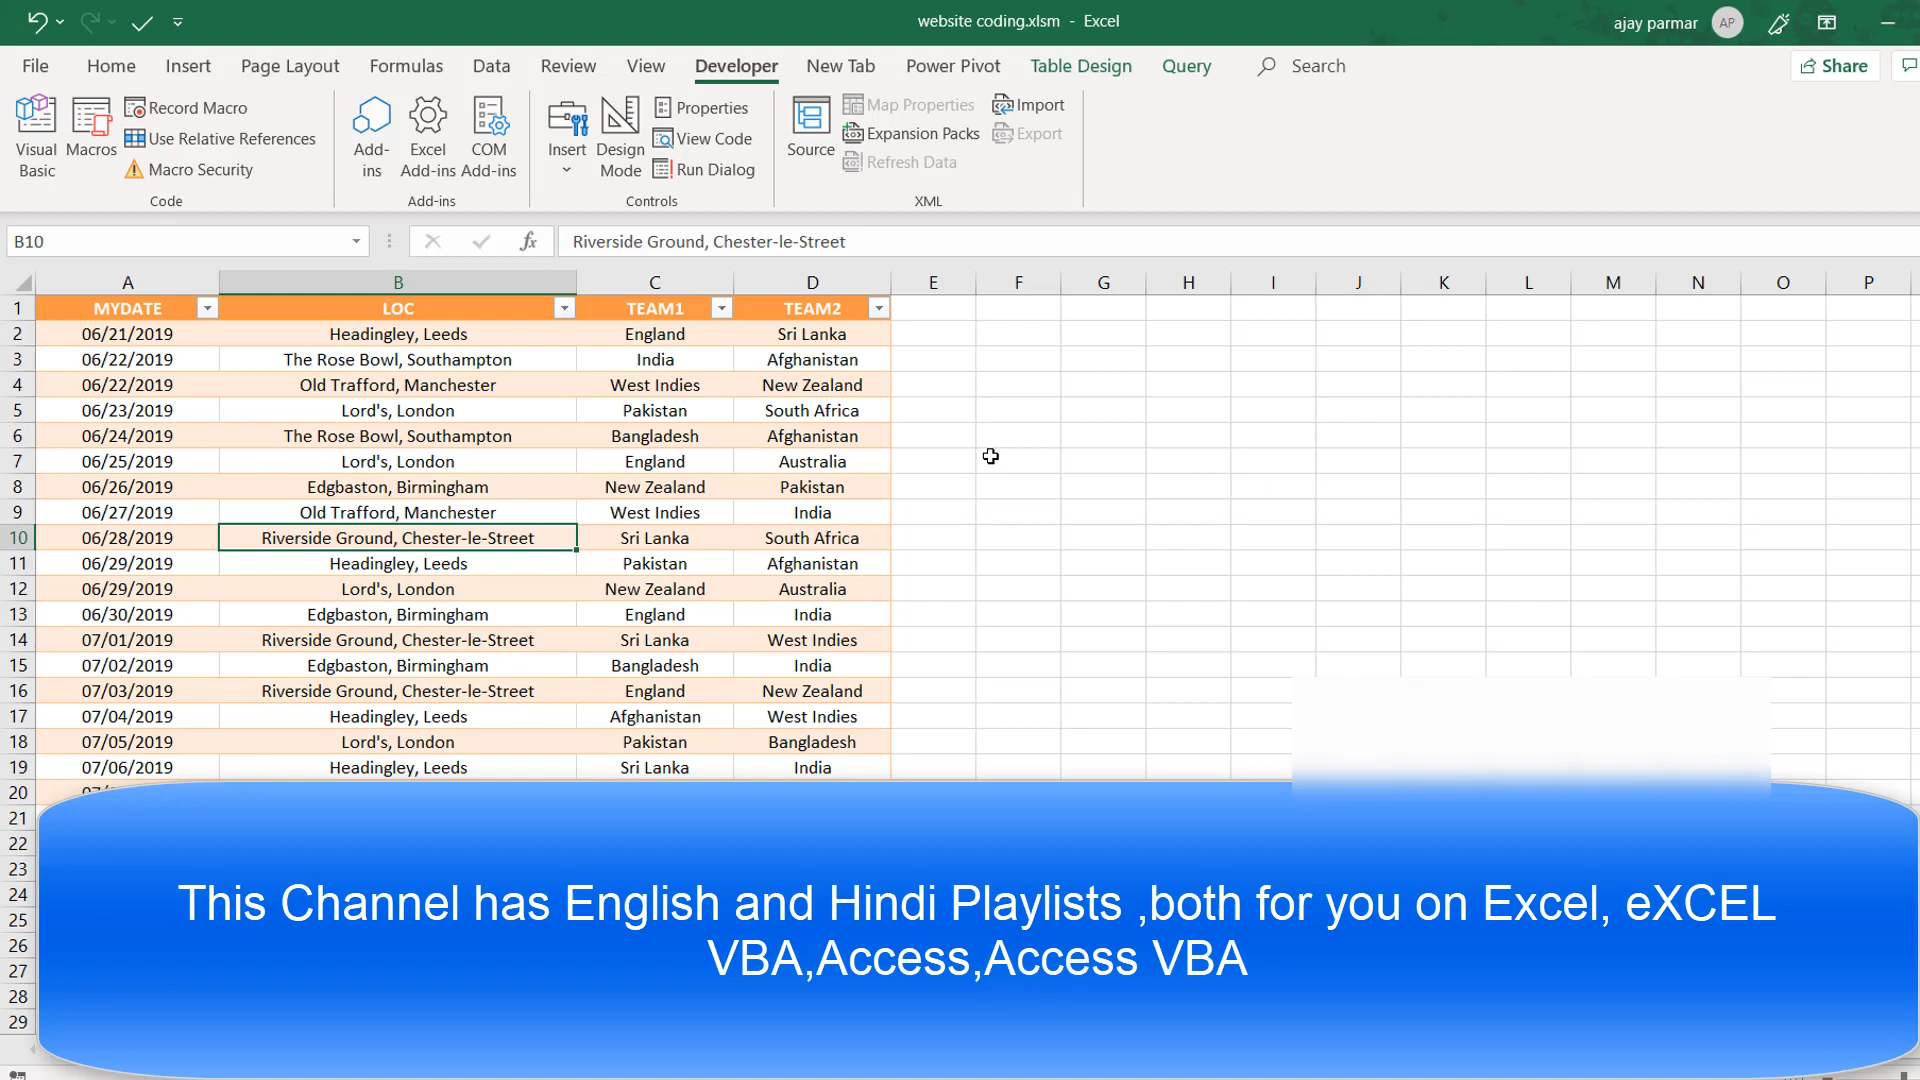 website coding.xlsm - Excel
ajay parmar AP
File Home Insert Page Layout Formulas Data Review View Developer New Tab Power Pivot Table Design Query Search Share
Visual Basic
Macros
Record Macro
Use Relative References
Macro Security
Code
Add-ins
Excel Add-ins
COM Add-ins
Add-ins
Insert
Design Mode
Properties
View Code
Run Dialog
Controls
Source
Map Properties
Expansion Packs
Refresh Data
Import
Export
XML
B10 fx Riverside Ground, Chester-le-Street
A B C D E F G H I J K L M N O P
1 MYDATE LOC TEAM1 TEAM2
2 06/21/2019 Headingley, Leeds England Sri Lanka
3 06/22/2019 The Rose Bowl, Southampton India Afghanistan
4 06/22/2019 Old Trafford, Manchester West Indies New Zealand
5 06/23/2019 Lord's, London Pakistan South Africa
6 06/24/2019 The Rose Bowl, Southampton Bangladesh Afghanistan
7 06/25/2019 Lord's, London England Australia
8 06/26/2019 Edgbaston, Birmingham New Zealand Pakistan
9 06/27/2019 Old Trafford, Manchester West Indies India
10 06/28/2019 Riverside Ground, Chester-le-Street Sri Lanka South Africa
11 06/29/2019 Headingley, Leeds Pakistan Afghanistan
12 06/29/2019 Lord's, London New Zealand Australia
13 06/30/2019 Edgbaston, Birmingham England India
14 07/01/2019 Riverside Ground, Chester-le-Street Sri Lanka West Indies
15 07/02/2019 Edgbaston, Birmingham Bangladesh India
16 07/03/2019 Riverside Ground, Chester-le-Street England New Zealand
17 07/04/2019 Headingley, Leeds Afghanistan West Indies
18 07/05/2019 Lord's, London Pakistan Bangladesh
19 07/06/2019 Headingley, Leeds Sri Lanka India
20
21
22
23
24
25
26
27
28
29
This Channel has English and Hindi Playlists ,both for you on Excel, eXCEL
VBA,Access,Access VBA